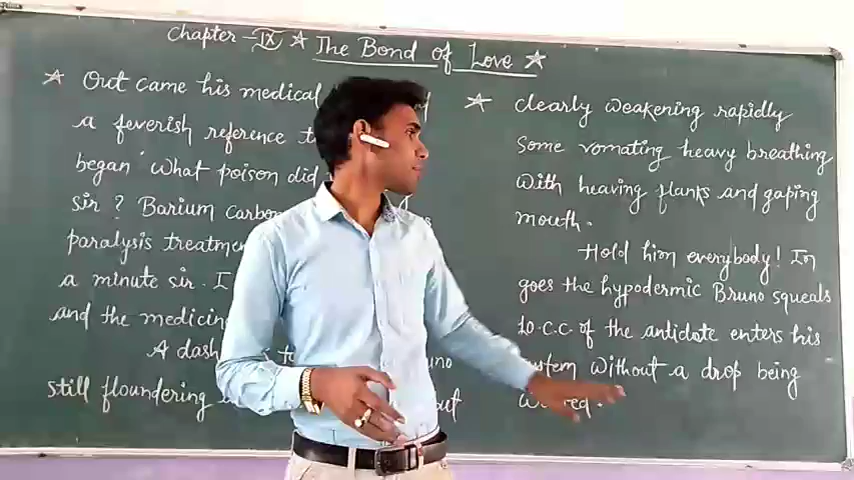 Chapter - IX ☆ The Bond of Love ☆
☆ Out came his medical
a feverish reference t
began 'What poison did
sir ? Barium Carbon
paralysis treatmen
a minute sir. I
and the medicin
A dash
still floundering
☆ clearly weakening rapidly
Some vomating heavy breathing
With heaving flanks and gaping
mouth.
Hold him everybody! In
goes the hypodermic Bruno squeals
10.C.C. of the antidote enters his
system Without a drop being